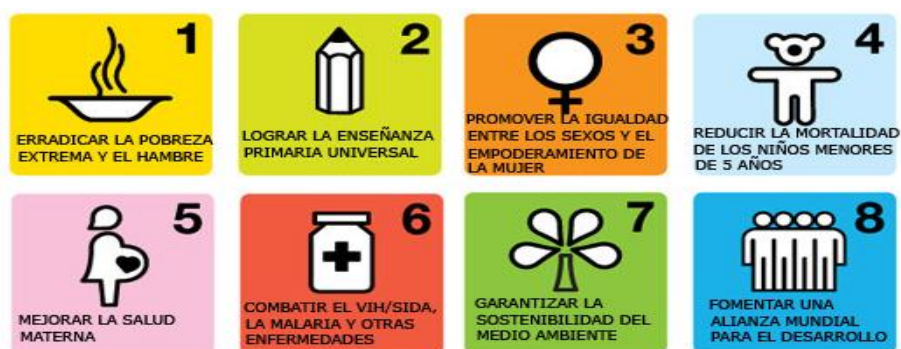 1
ERRADICAR LA POBREZA
EXTREMA Y EL HAMBRE
2
LOGRAR LA ENSEÑANZA
PRIMARIA UNIVERSAL
3
PROMOVER LA IGUALDAD
ENTRE LOS SEXOS Y EL
EMPODERAMIENTO DE
LA MUJER
4
REDUCIR LA MORTALIDAD
DE LOS NIÑOS MENORES
DE 5 AÑOS
5
MEJORAR LA SALUD
MATERNA
6
COMBATIR EL VIH/SIDA,
LA MALARIA Y OTRAS
ENFERMEDADES
7
GARANTIZAR LA
SOSTENIBILIDAD DEL
MEDIO AMBIENTE
8
FOMENTAR UNA
ALIANZA MUNDIAL
PARA EL DESARROLLO